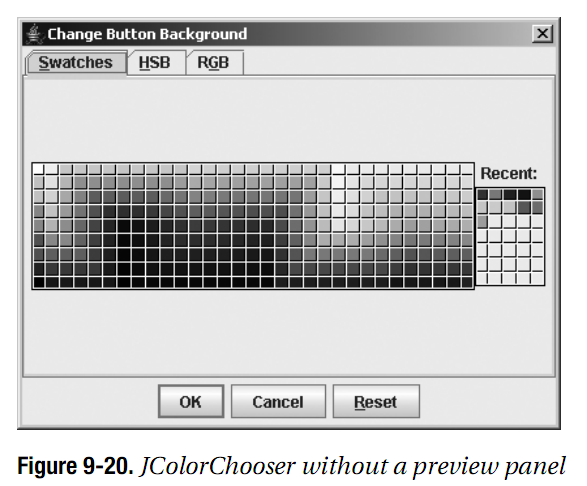 Change Button Background
Swatches HSB RGB
Recent:
OK Cancel Reset
Figure 9-20. JColorChooser without a preview panel